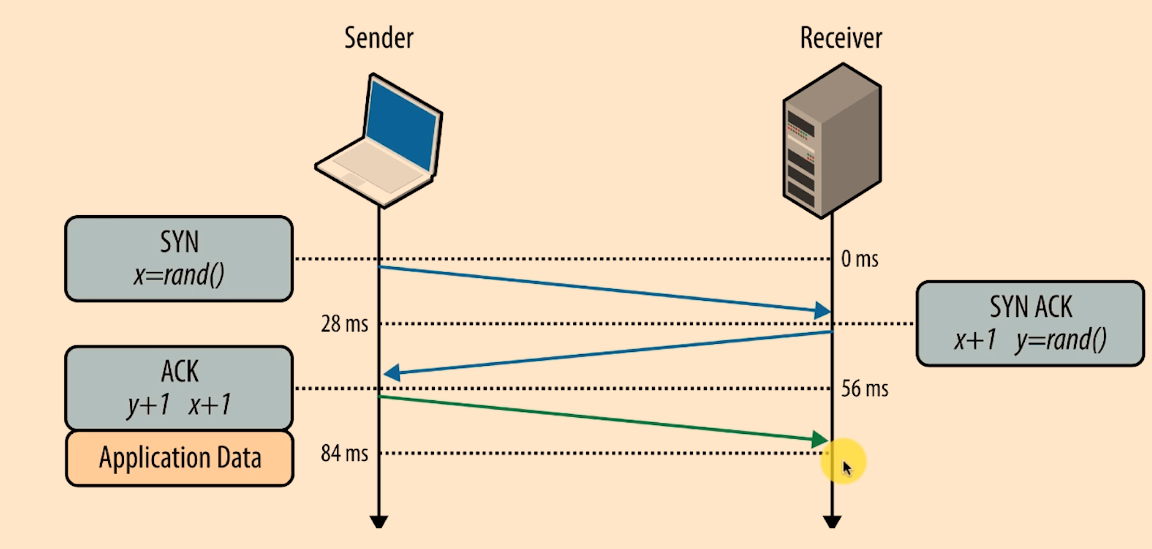 Sender
Receiver
SYN
x=rand()
0 ms
28 ms
SYN ACK
x+1 y=rand()
ACK
y+1 x+1
56 ms
Application Data
84 ms